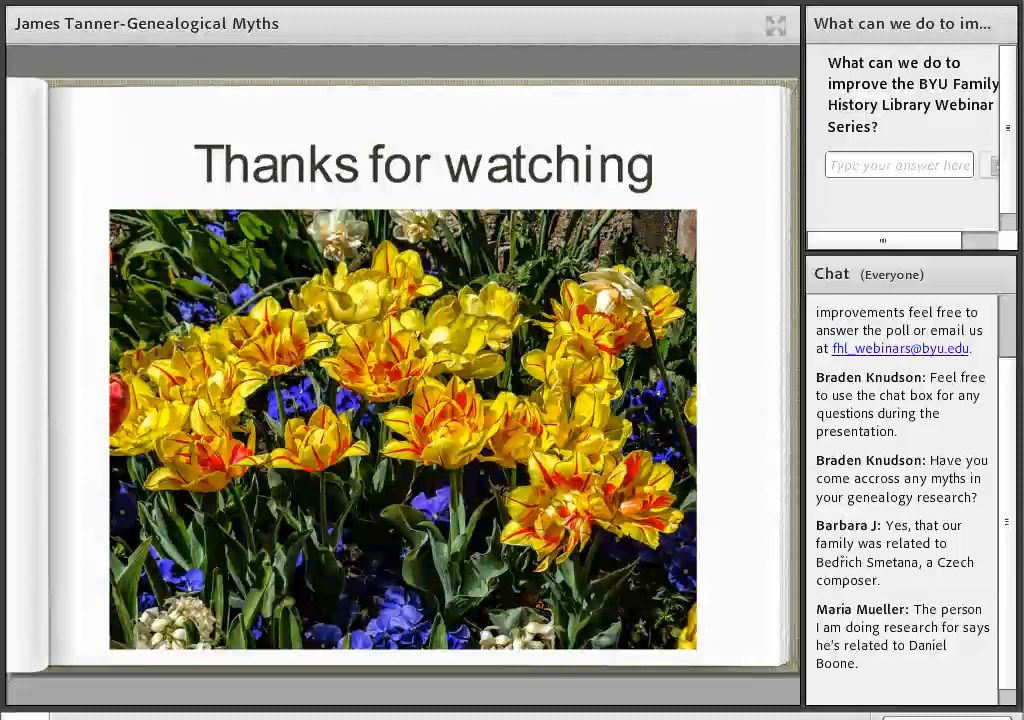 James Tanner-Genealogical Myths
Thanks for watching
What can we do to im...
What can we do to
improve the BYU Family
History Library Webinar
Series?
Type your answer here
Chat (Everyone)
improvements feel free to
answer the poll or email us
at fhl_webinars@byu.edu.
Braden Knudson: Feel free
to use the chat box for any
questions during the
presentation.
Braden Knudson: Have you
come accross any myths in
your genealogy research?
Barbara J: Yes, that our
family was related to
Bedřich Smetana, a Czech
composer.
Maria Mueller: The person
I am doing research for says
he's related to Daniel
Boone.